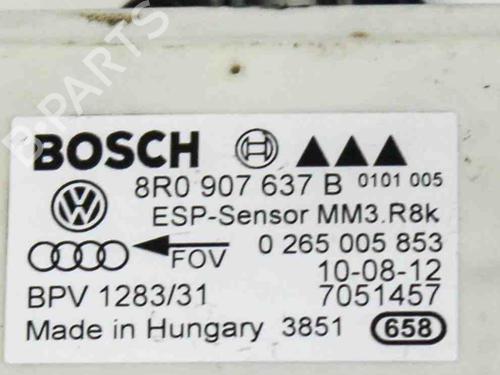 B-PARTS
BOSCH
8R0 907 637 B 0101 005
ESP-Sensor MM3.R8k
FOV 0 265 005 853
10-08-12
BPV 1283/31 7051457
Made in Hungary 3851 658